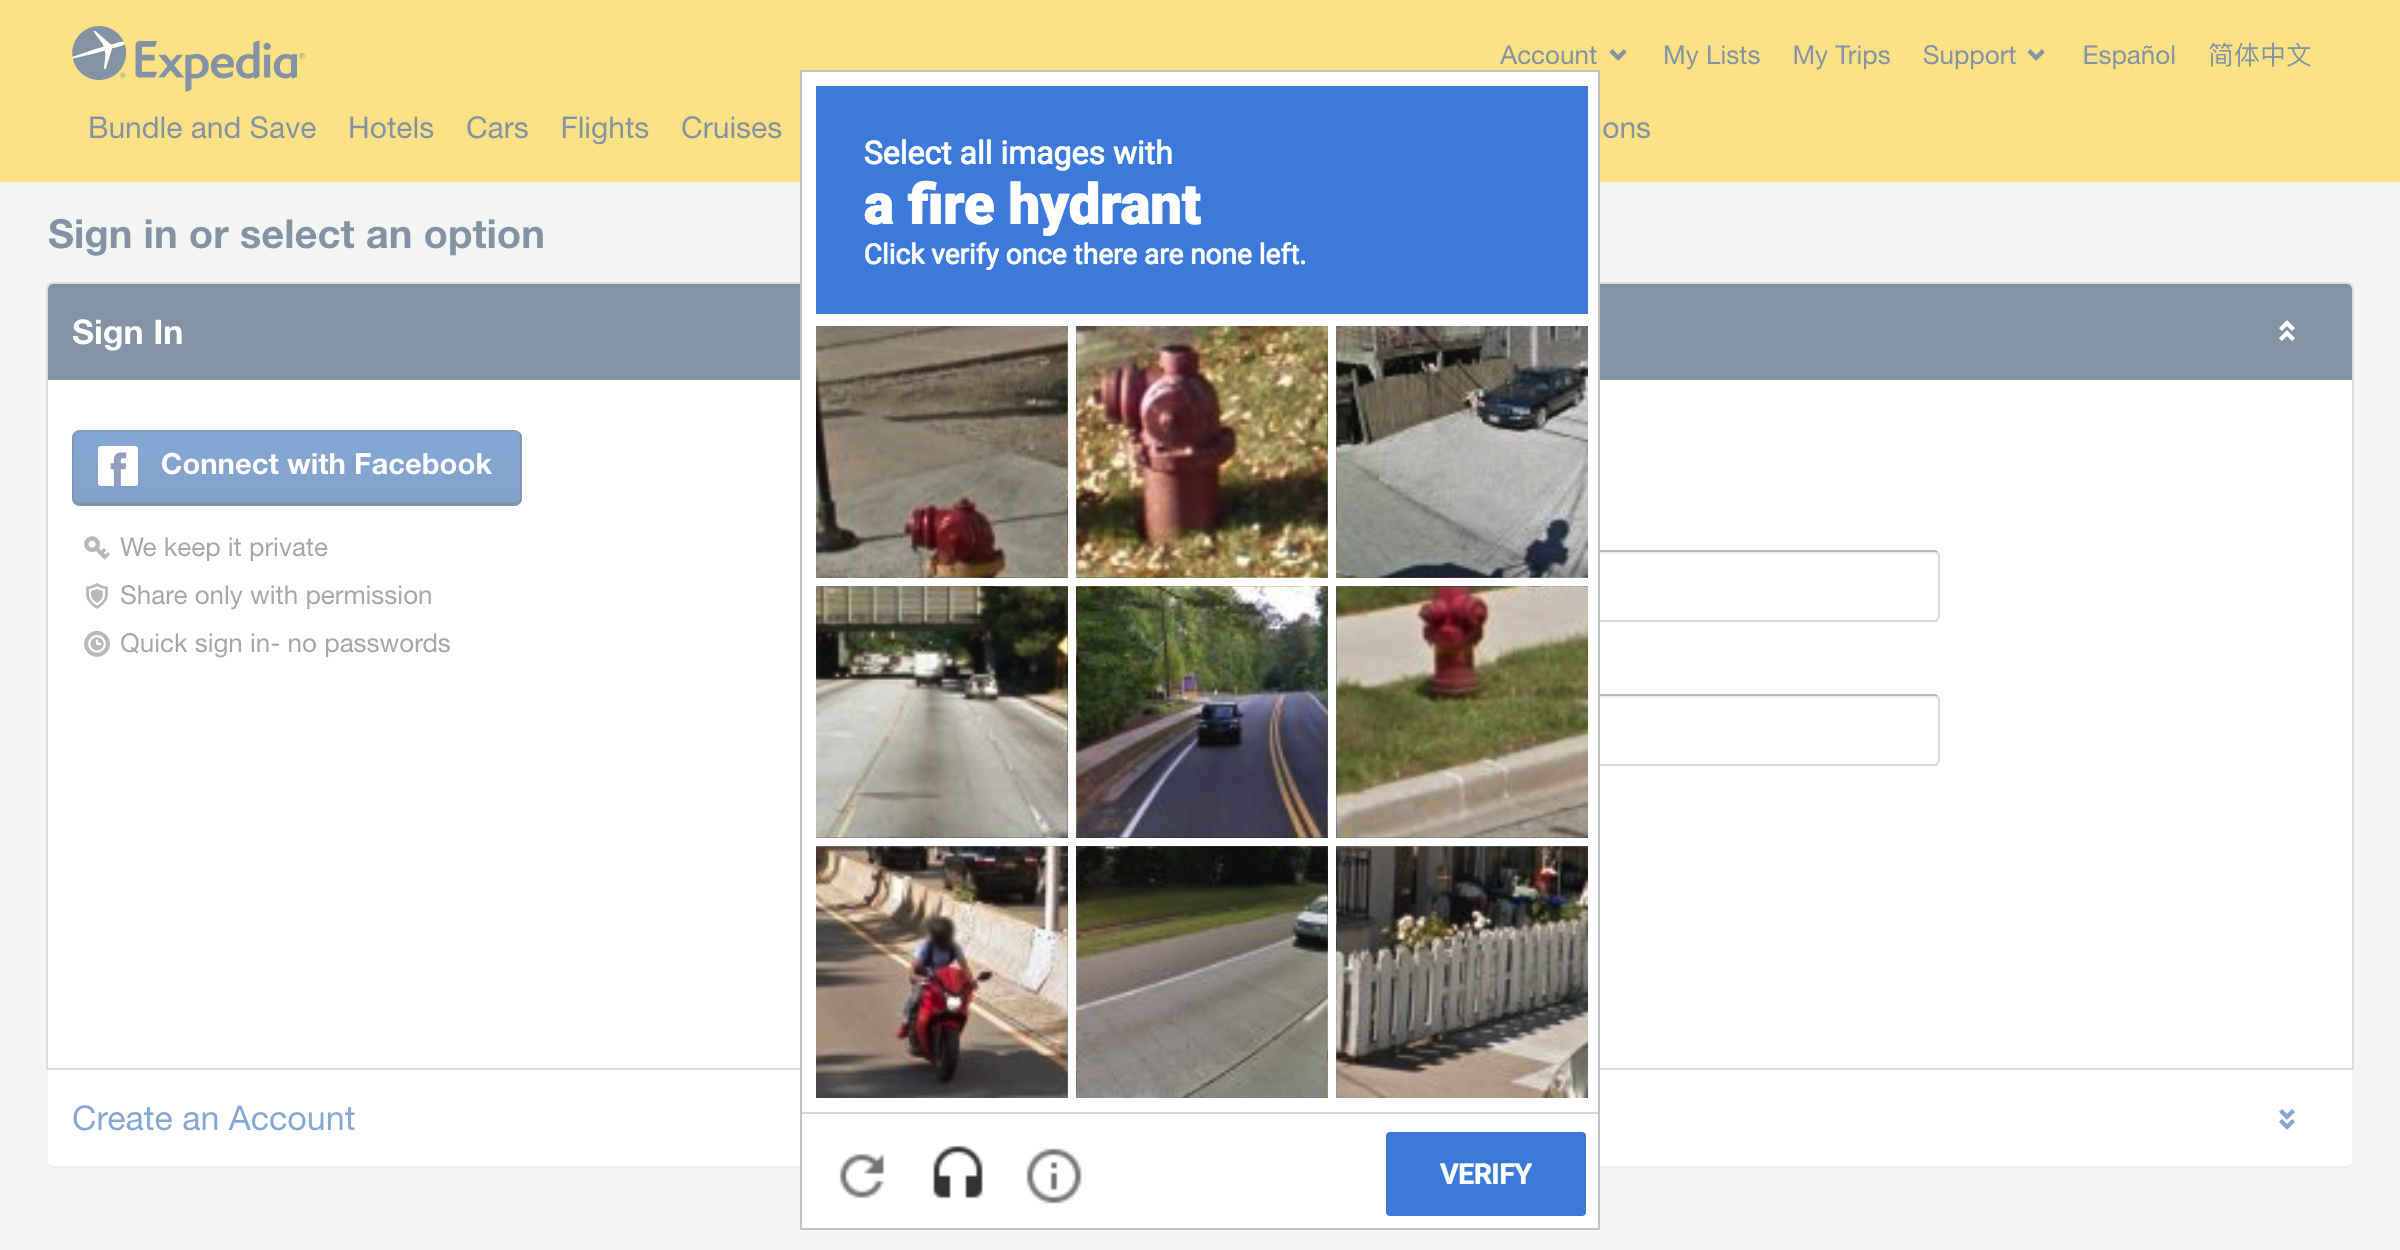 Expedia®
Account My Lists My Trips Support Español 简体中文
Bundle and Save Hotels Cars Flights Cruises
ons
Sign in or select an option
Sign In
Connect with Facebook
We keep it private
Share only with permission
Quick sign in- no passwords
Create an Account
Select all images with
a fire hydrant
Click verify once there are none left.
VERIFY